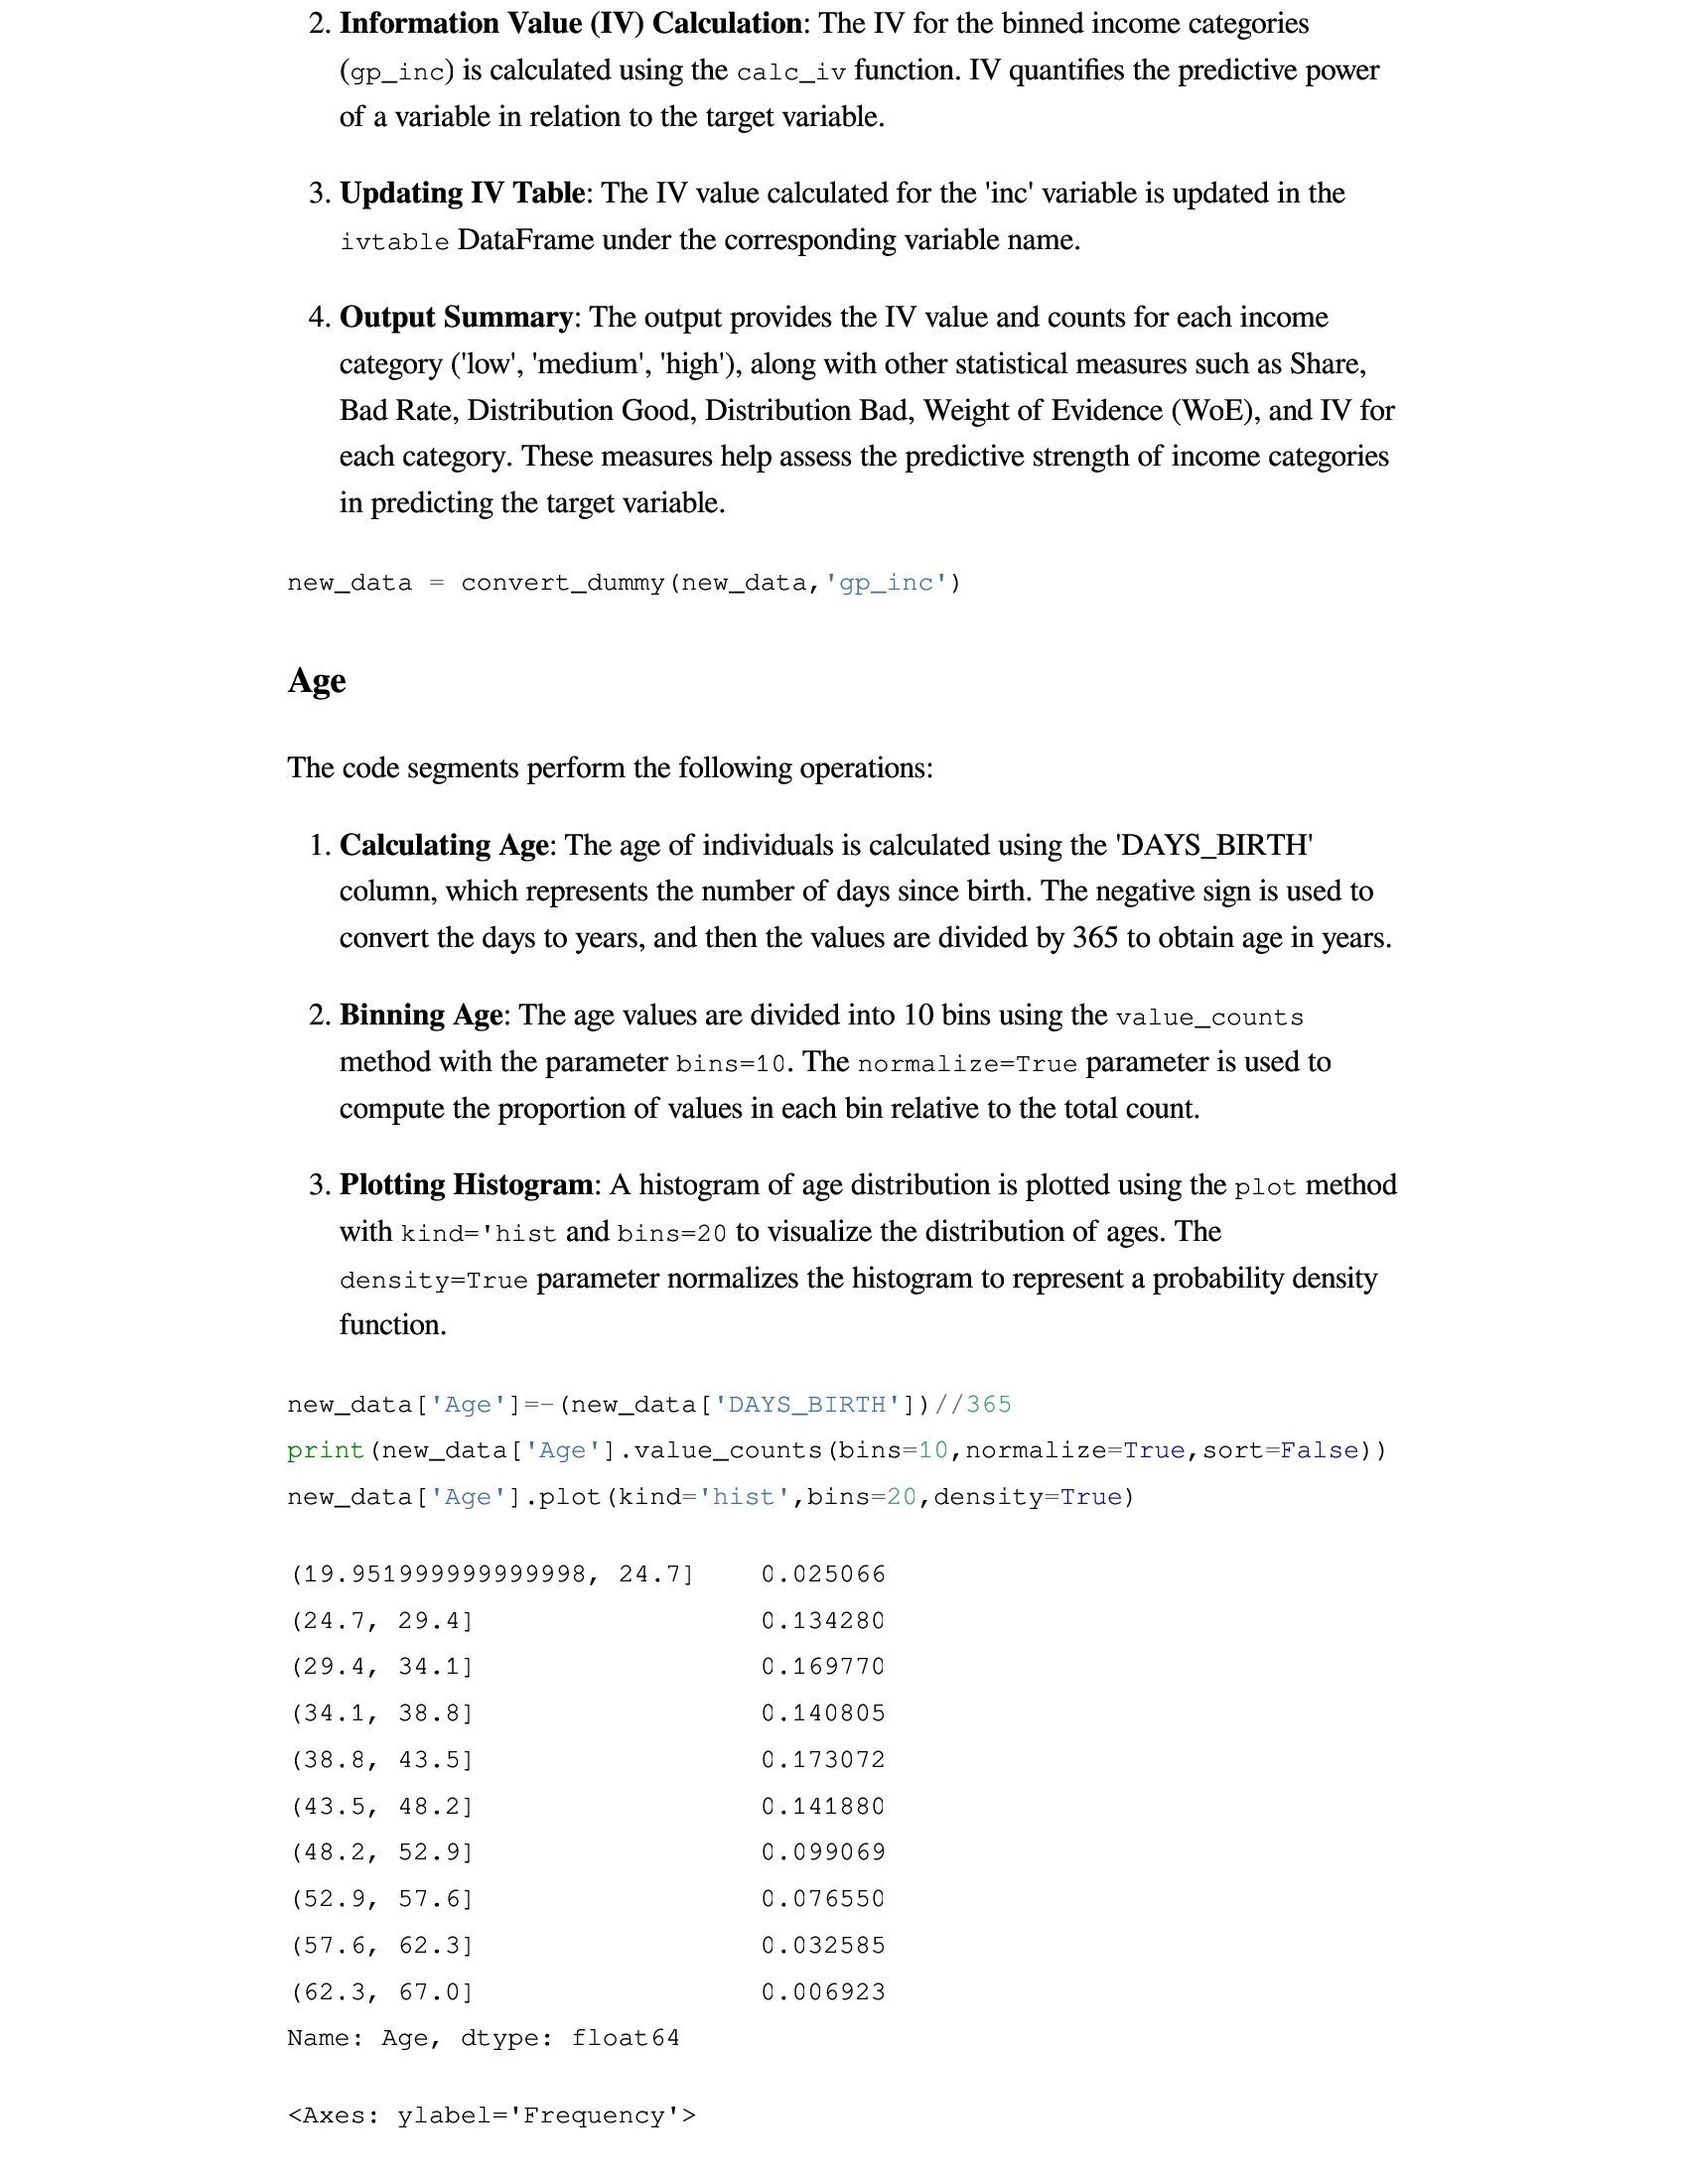 2. Information Value (IV) Calculation: The IV for the binned income categories
(gp_inc) is calculated using the calc_iv function. IV quantifies the predictive power
of a variable in relation to the target variable.
3. Updating IV Table: The IV value calculated for the 'inc' variable is updated in the
ivtable DataFrame under the corresponding variable name.
4. Output Summary: The output provides the IV value and counts for each income
category ('low', 'medium', 'high'), along with other statistical measures such as Share,
Bad Rate, Distribution Good, Distribution Bad, Weight of Evidence (WoE), and IV for
each category. These measures help assess the predictive strength of income categories
in predicting the target variable.
new_data = convert_dummy(new_data,'gp_inc')
Age
The code segments perform the following operations:
1. Calculating Age: The age of individuals is calculated using the 'DAYS_BIRTH'
column, which represents the number of days since birth. The negative sign is used to
convert the days to years, and then the values are divided by 365 to obtain age in years.
2. Binning Age: The age values are divided into 10 bins using the value_counts
method with the parameter bins=10. The normalize=True parameter is used to
compute the proportion of values in each bin relative to the total count.
3. Plotting Histogram: A histogram of age distribution is plotted using the plot method
with kind='hist and bins=20 to visualize the distribution of ages. The
density=True parameter normalizes the histogram to represent a probability density
function.
new_data['Age']=-(new_data['DAYS_BIRTH'])//365
print(new_data['Age'].value_counts(bins=10,normalize=True,sort=False))
new_data['Age'].plot(kind='hist',bins=20,density=True)
(19.951999999999998, 24.7]    0.025066
(24.7, 29.4]                  0.134280
(29.4, 34.1]                  0.169770
(34.1, 38.8]                  0.140805
(38.8, 43.5]                  0.173072
(43.5, 48.2]                  0.141880
(48.2, 52.9]                  0.099069
(52.9, 57.6]                  0.076550
(57.6, 62.3]                  0.032585
(62.3, 67.0]                  0.006923
Name: Age, dtype: float64
<Axes: ylabel='Frequency'>